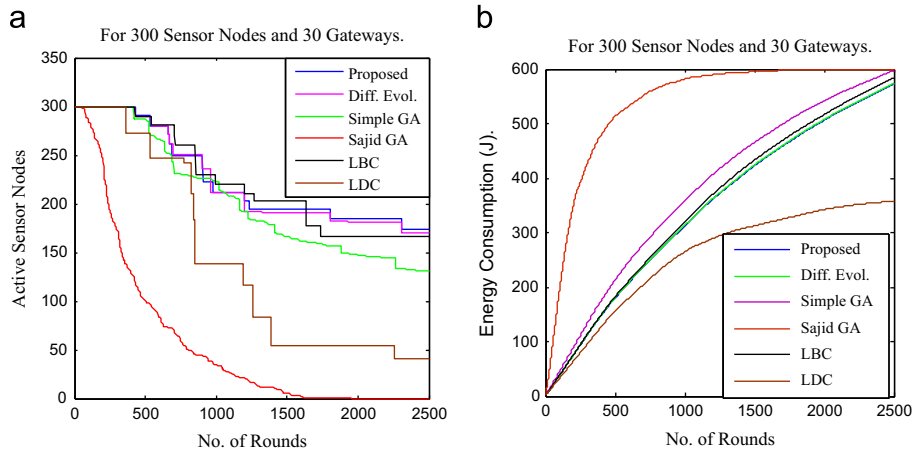 a
For 300 Sensor Nodes and 30 Gateways.
Active Sensor Nodes
350
300
250
200
150
100
50
0
0 500 1000 1500 2000 2500
No. of Rounds
Proposed
Diff. Evol.
Simple GA
Sajid GA
LBC
LDC
b
For 300 Sensor Nodes and 30 Gateways.
Energy Consumption (J).
600
500
400
300
200
100
0
0 500 1000 1500 2000 2500
No. of Rounds
Proposed
Diff. Evol.
Simple GA
Sajid GA
LBC
LDC